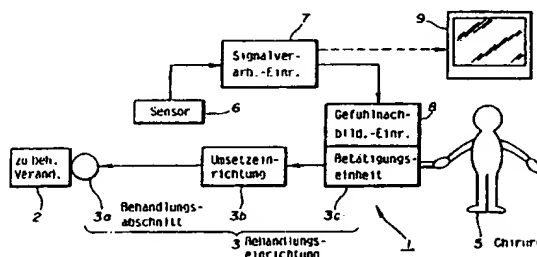 7
9
Signalver-
arb.-Einr.
Sensor
6
8
Gefühlnach-
bild.-Einr.
zu beh.
Verand.
Umsetzein-
richtung
Betätigungs-
einheit
2
3a
3b
3c
Behandlungs-
abschnitt
1
3 Behandlungs-
einrichtung
5 Chirur